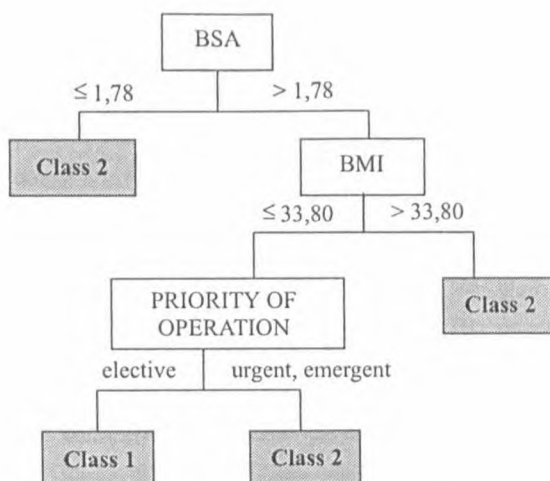 BSA
≤ 1,78
> 1,78
Class 2
BMI
≤33,80
> 33,80
PRIORITY OF
OPERATION
Class 2
elective
urgent, emergent
Class 1
Class 2